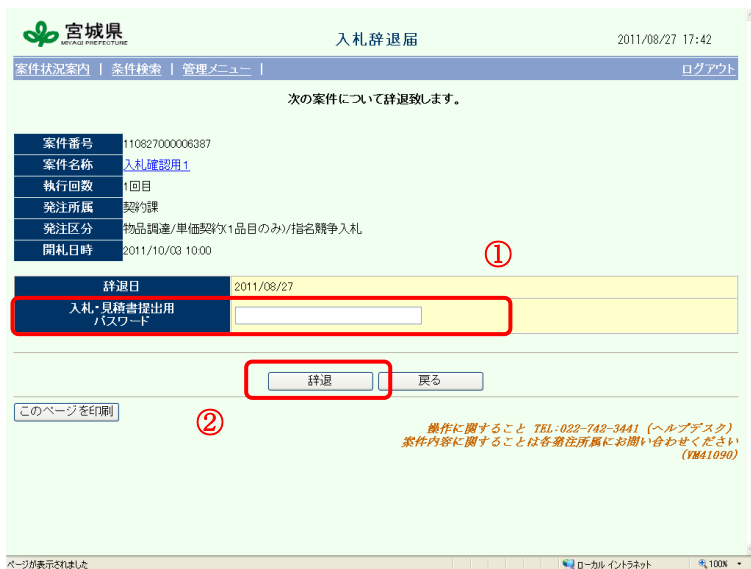 宮城県
MIYAGI PREFECTURE
入札辞退届
2011/08/27 17:42
案件状況案内 | 条件検索 | 管理メニュー |
ログアウト
次の案件について辞退致します。
案件番号 110827000006387
案件名称 入札確認用1
執行回数 1回目
発注所属 契約課
発注区分 物品調達/単価契約(1品目のみ)/指名競争入札
開札日時 2011/10/03 10:00
①
辞退日 2011/08/27
入札・見積書提出用
パスワード
辞退 戻る
このページを印刷
②
操作に関すること TEL:022-742-3441 (ヘルプデスク)
案件内容に関することは各発注所属にお問い合わせください
(VM41090)
ページが表示されました
ローカル イントラネット
100%